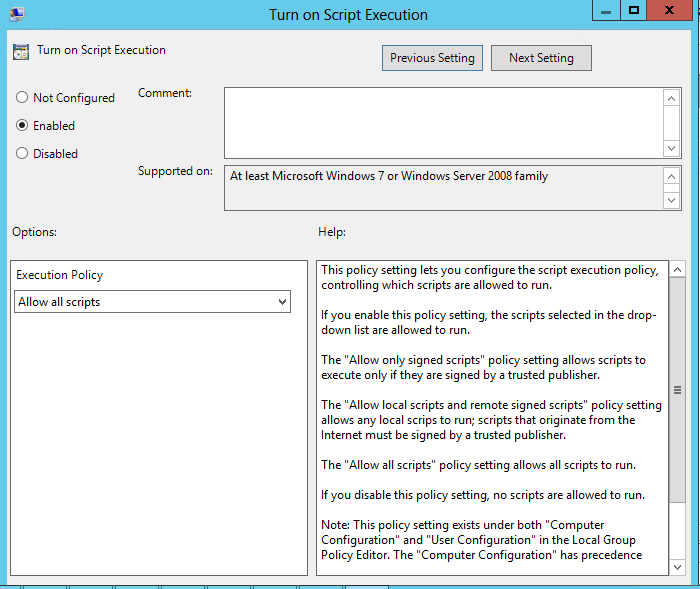 Turn on Script Execution
Turn on Script Execution
Previous Setting
Next Setting
Not Configured
Enabled
Disabled
Comment:
Supported on:
At least Microsoft Windows 7 or Windows Server 2008 family
Options:
Help:
Execution Policy
Allow all scripts
This policy setting lets you configure the script execution policy,
controlling which scripts are allowed to run.
If you enable this policy setting, the scripts selected in the drop-
down list are allowed to run.
The "Allow only signed scripts" policy setting allows scripts to
execute only if they are signed by a trusted publisher.
The "Allow local scripts and remote signed scripts" policy setting
allows any local scrips to run; scripts that originate from the
Internet must be signed by a trusted publisher.
The "Allow all scripts" policy setting allows all scripts to run.
If you disable this policy setting, no scripts are allowed to run.
Note: This policy setting exists under both "Computer
Configuration" and "User Configuration" in the Local Group
Policy Editor. The "Computer Configuration" has precedence